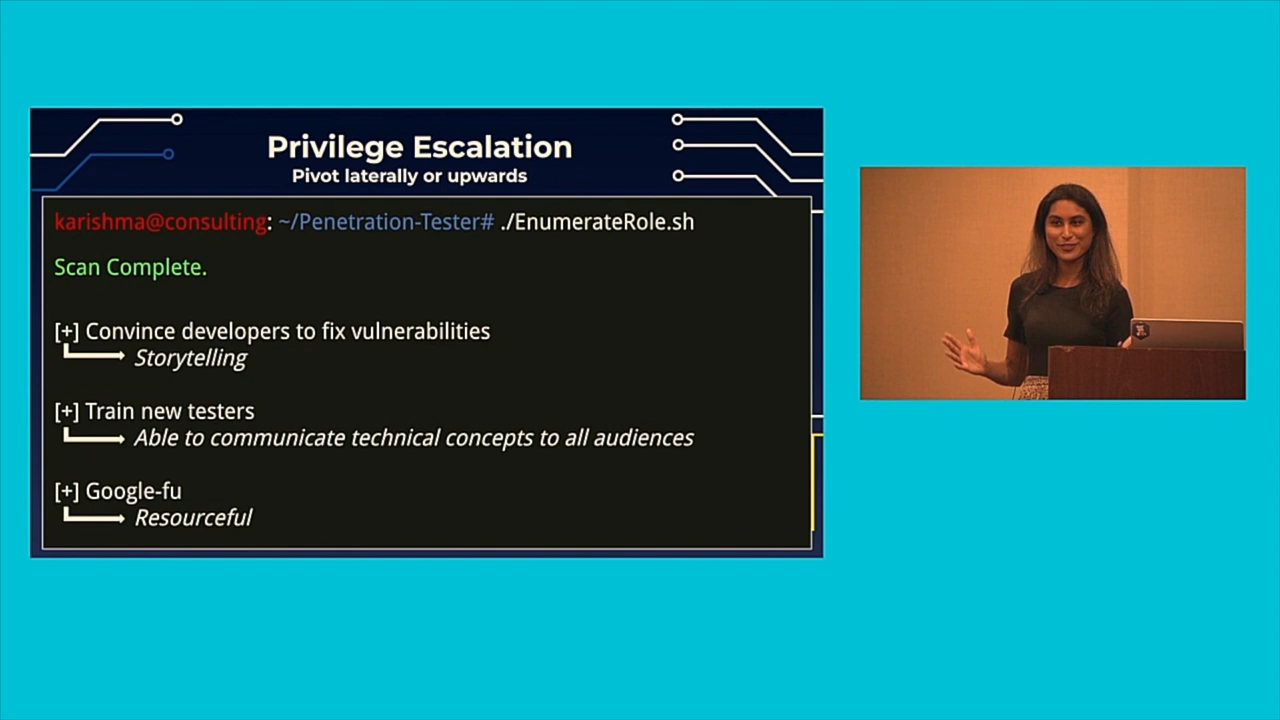 Privilege Escalation
Pivot laterally or upwards
karishma@consulting: ~/Penetration-Tester# ./EnumerateRole.sh
Scan Complete.
[+] Convince developers to fix vulnerabilities
Storytelling
[+] Train new testers
Able to communicate technical concepts to all audiences
[+] Google-fu
Resourceful